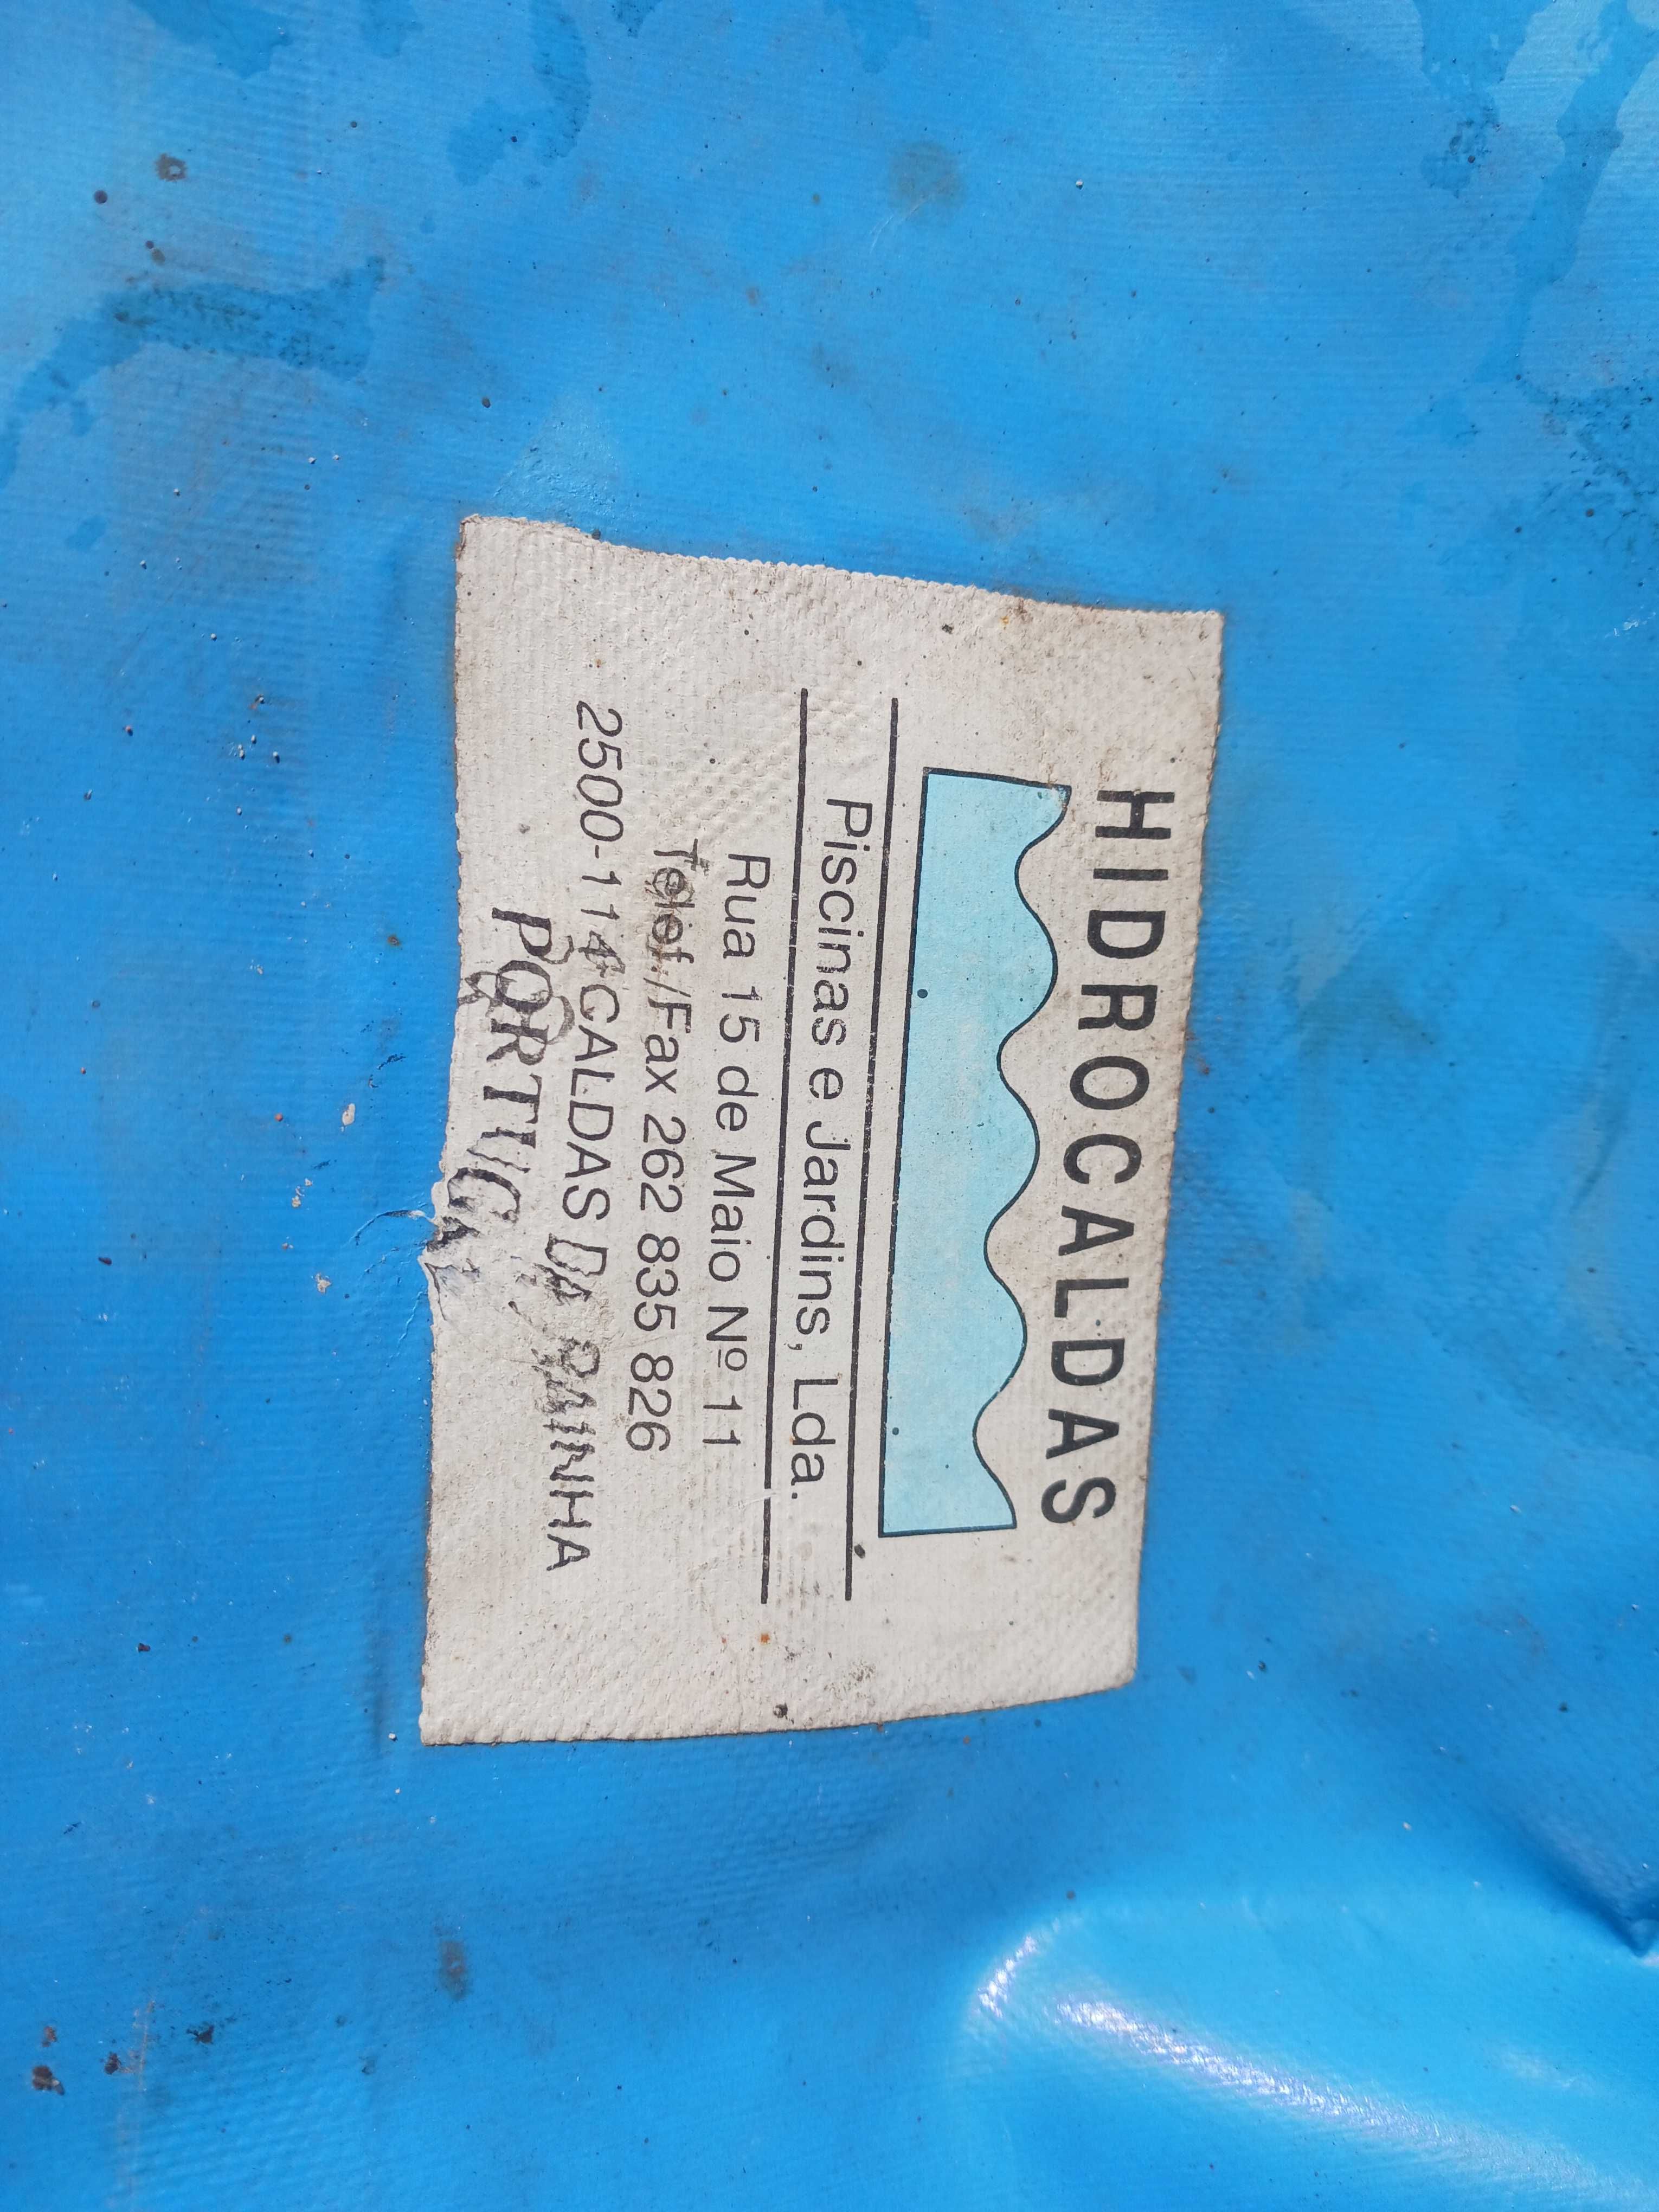 HIDROCALDAS
Piscinas e Jardins, Lda.
Rua 15 de Maio Nº 11
Telef./Fax 262 835 826
2500-114 CALDAS DA RAINHA
PORTUGAL